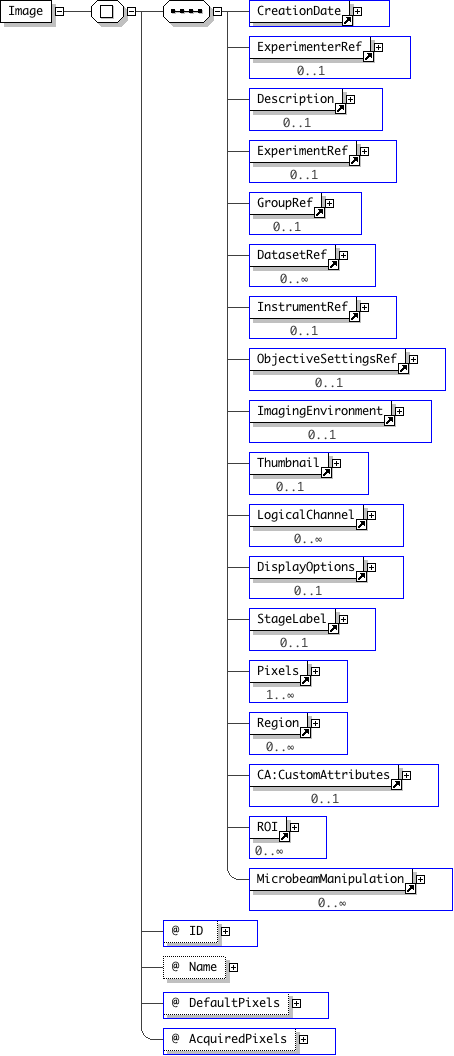 Image
CreationDate
ExperimenterRef
0..1
Description
0..1
ExperimentRef
0..1
GroupRef
0..1
DatasetRef
0..∞
InstrumentRef
0..1
ObjectiveSettingsRef
0..1
ImagingEnvironment
0..1
Thumbnail
0..1
LogicalChannel
0..∞
DisplayOptions
0..1
StageLabel
0..1
Pixels
1..∞
Region
0..∞
CA:CustomAttributes
0..1
ROI
0..∞
MicrobeamManipulation
0..∞
@ ID
@ Name
@ DefaultPixels
@ AcquiredPixels